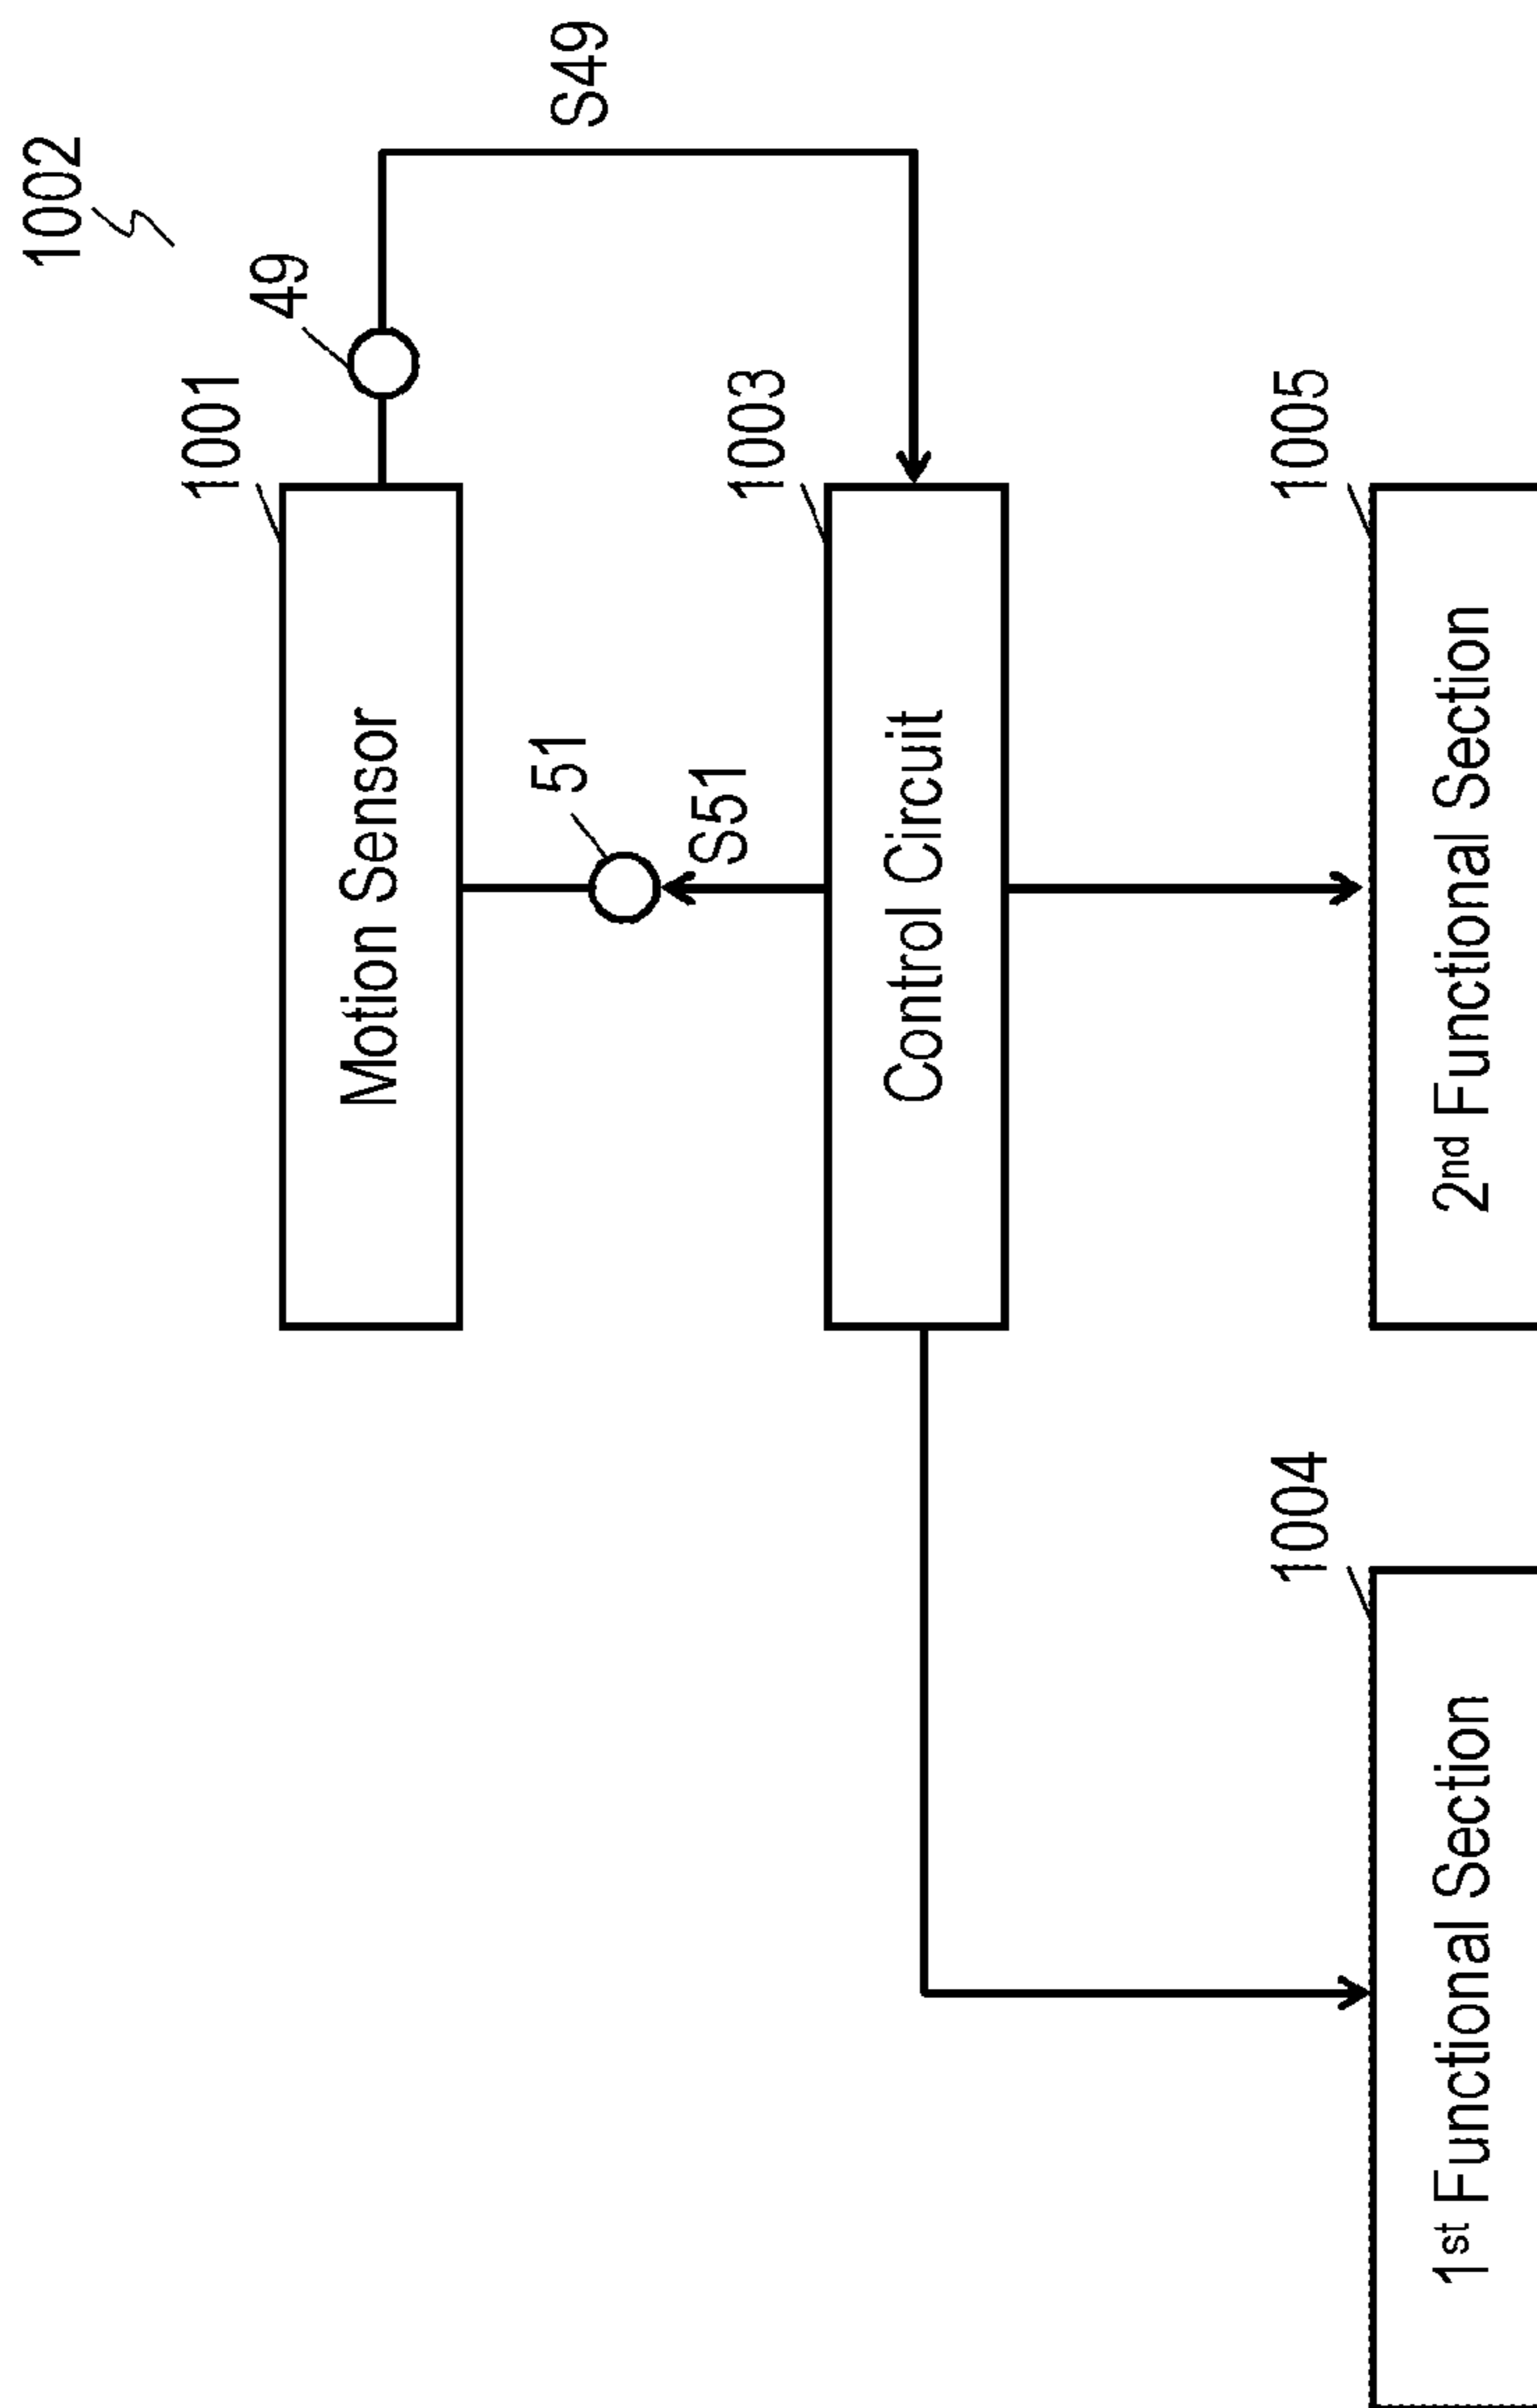 1002
S49
49
1001
Motion Sensor
51
S51
1003
Control Circuit
1004
1st Functional Section
1005
2nd Functional Section